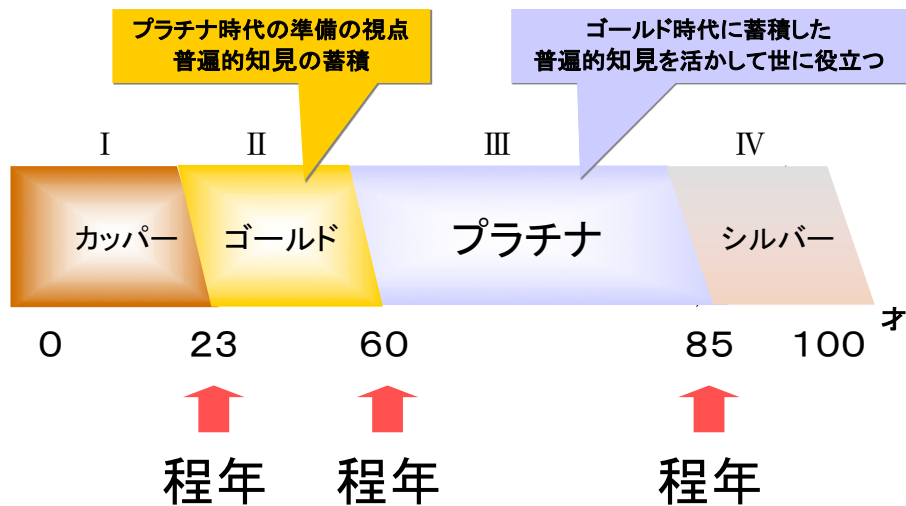 プラチナ時代の準備の視点
普遍的知見の蓄積
ゴールド時代に蓄積した
普遍的知見を活かして世に役立つ
Ⅰ Ⅱ Ⅲ Ⅳ
カッパー ゴールド プラチナ シルバー
0 23 60 85 100 才
程年 程年 程年